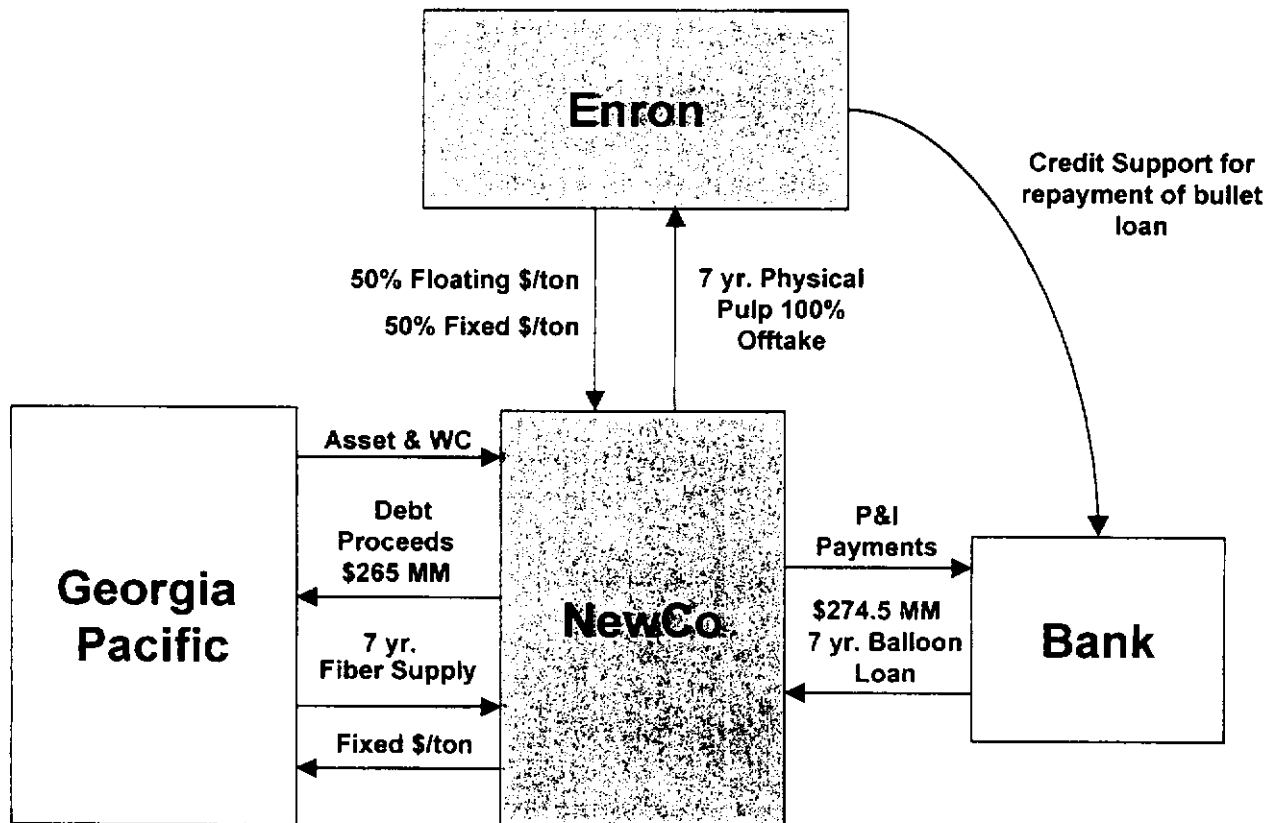 Enron
Credit Support for
repayment of bullet
loan
50% Floating $/ton
50% Fixed $/ton
7 yr. Physical
Pulp 100%
Offtake
Georgia
Pacific
Asset & WC
Debt
Proceeds
$265 MM
7 yr.
Fiber Supply
Fixed $/ton
NewCo
P&I
Payments
$274.5 MM
7 yr. Balloon
Loan
Bank